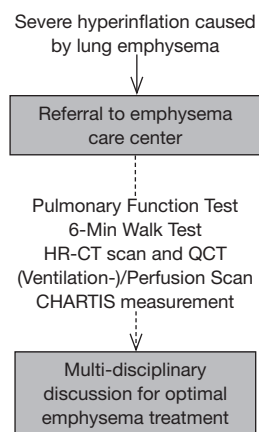 Severe hyperinflation caused
by lung emphysema
Referral to emphysema
care center
Pulmonary Function Test
6-Min Walk Test
HR-CT scan and QCT
(Ventilation-)/Perfusion Scan
CHARTIS measurement
Multi-disciplinary
discussion for optimal
emphysema treatment